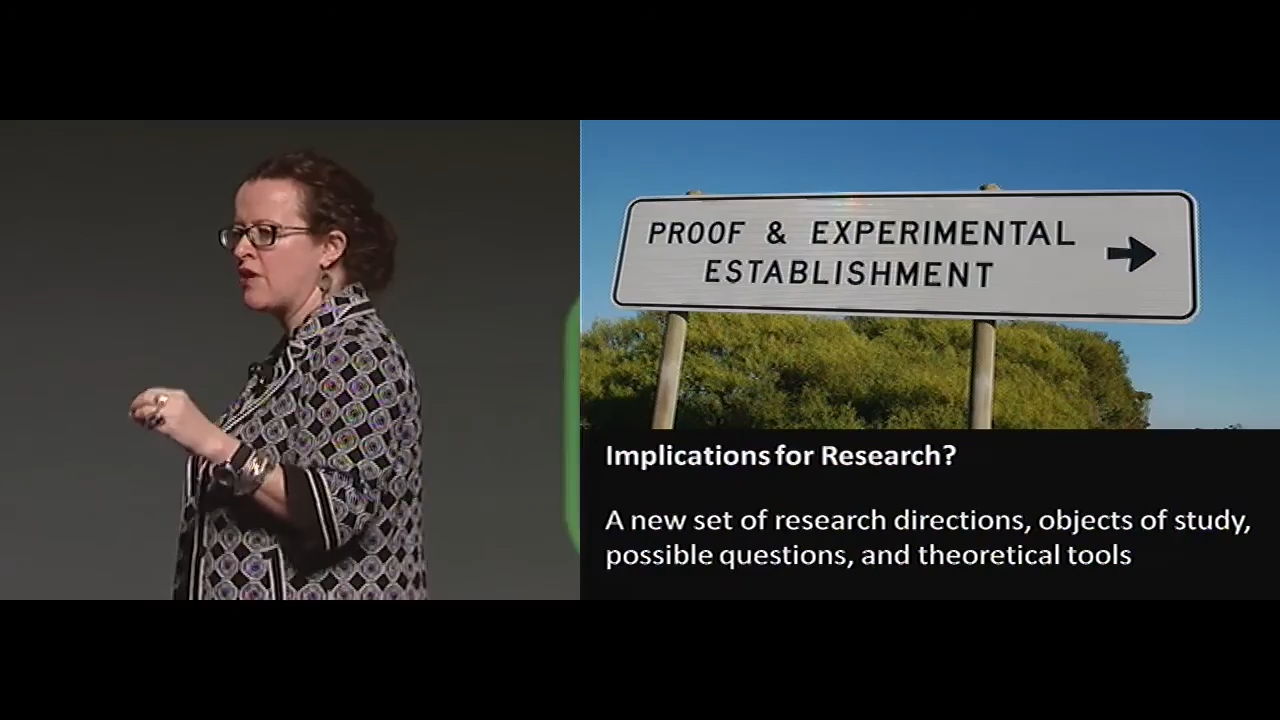 PROOF & EXPERIMENTAL
ESTABLISHMENT
Implications for Research?
A new set of research directions, objects of study,
possible questions, and theoretical tools